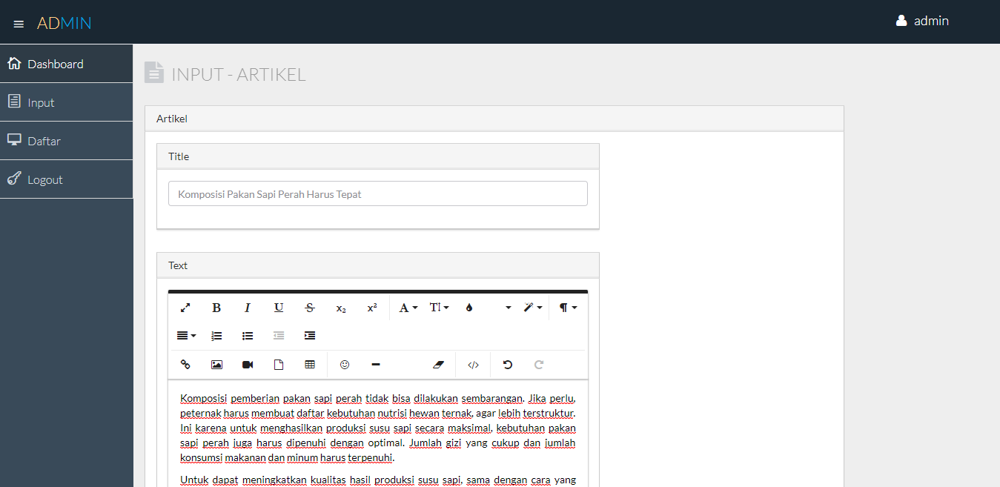 ADMIN
admin
Dashboard
Input
Daftar
Logout
INPUT - ARTIKEL
Artikel
Title
Komposisi Pakan Sapi Perah Harus Tepat
Text
Komposisi pemberian pakan sapi perah tidak bisa dilakukan sembarangan. Jika perlu,
peternak harus membuat daftar kebutuhan nutrisi hewan ternak, agar lebih terstruktur.
Ini karena untuk menghasilkan produksi susu sapi secara maksimal, kebutuhan pakan
sapi perah juga harus dipenuhi dengan optimal. Jumlah gizi yang cukup dan jumlah
konsumsi makanan dan minum harus terpenuhi.
Untuk dapat meningkatkan kualitas hasil produksi susu sapi, sama dengan cara yang